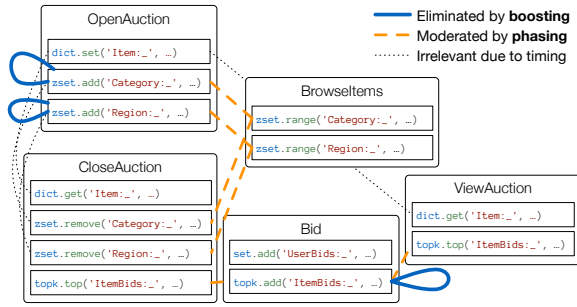 OpenAuction
dict.set('Item:_', …)
zset.add('Category:_', …)
zset.add('Region:_', …)
Eliminated by boosting
Moderated by phasing
Irrelevant due to timing
BrowseItems
zset.range('Category:_', …)
zset.range('Region:_', …)
CloseAuction
dict.get('Item:_', …)
zset.remove('Category:_', …)
zset.remove('Region:_', …)
topk.top('ItemBids:_', …)
Bid
set.add('UserBids:_', …)
topk.add('ItemBids:_', …)
ViewAuction
dict.get('Item:_', …)
topk.top('ItemBids:_', …)